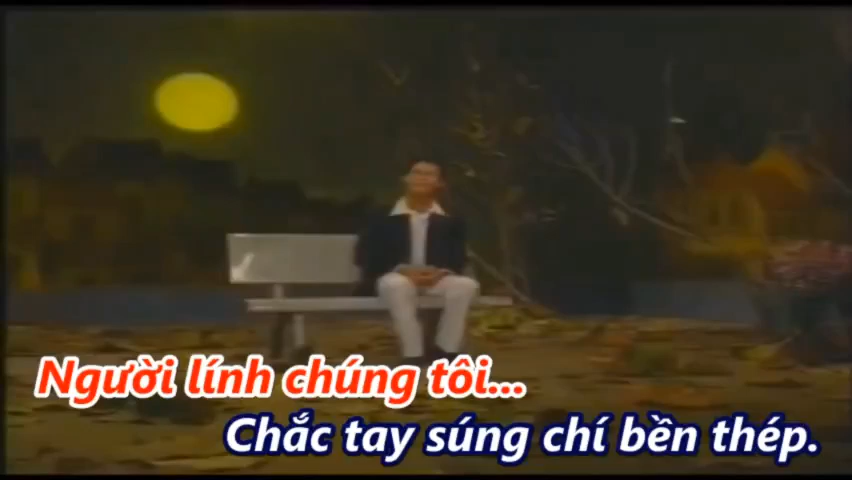 Người lính chúng tôi...
Chắc tay súng chí bền thép.